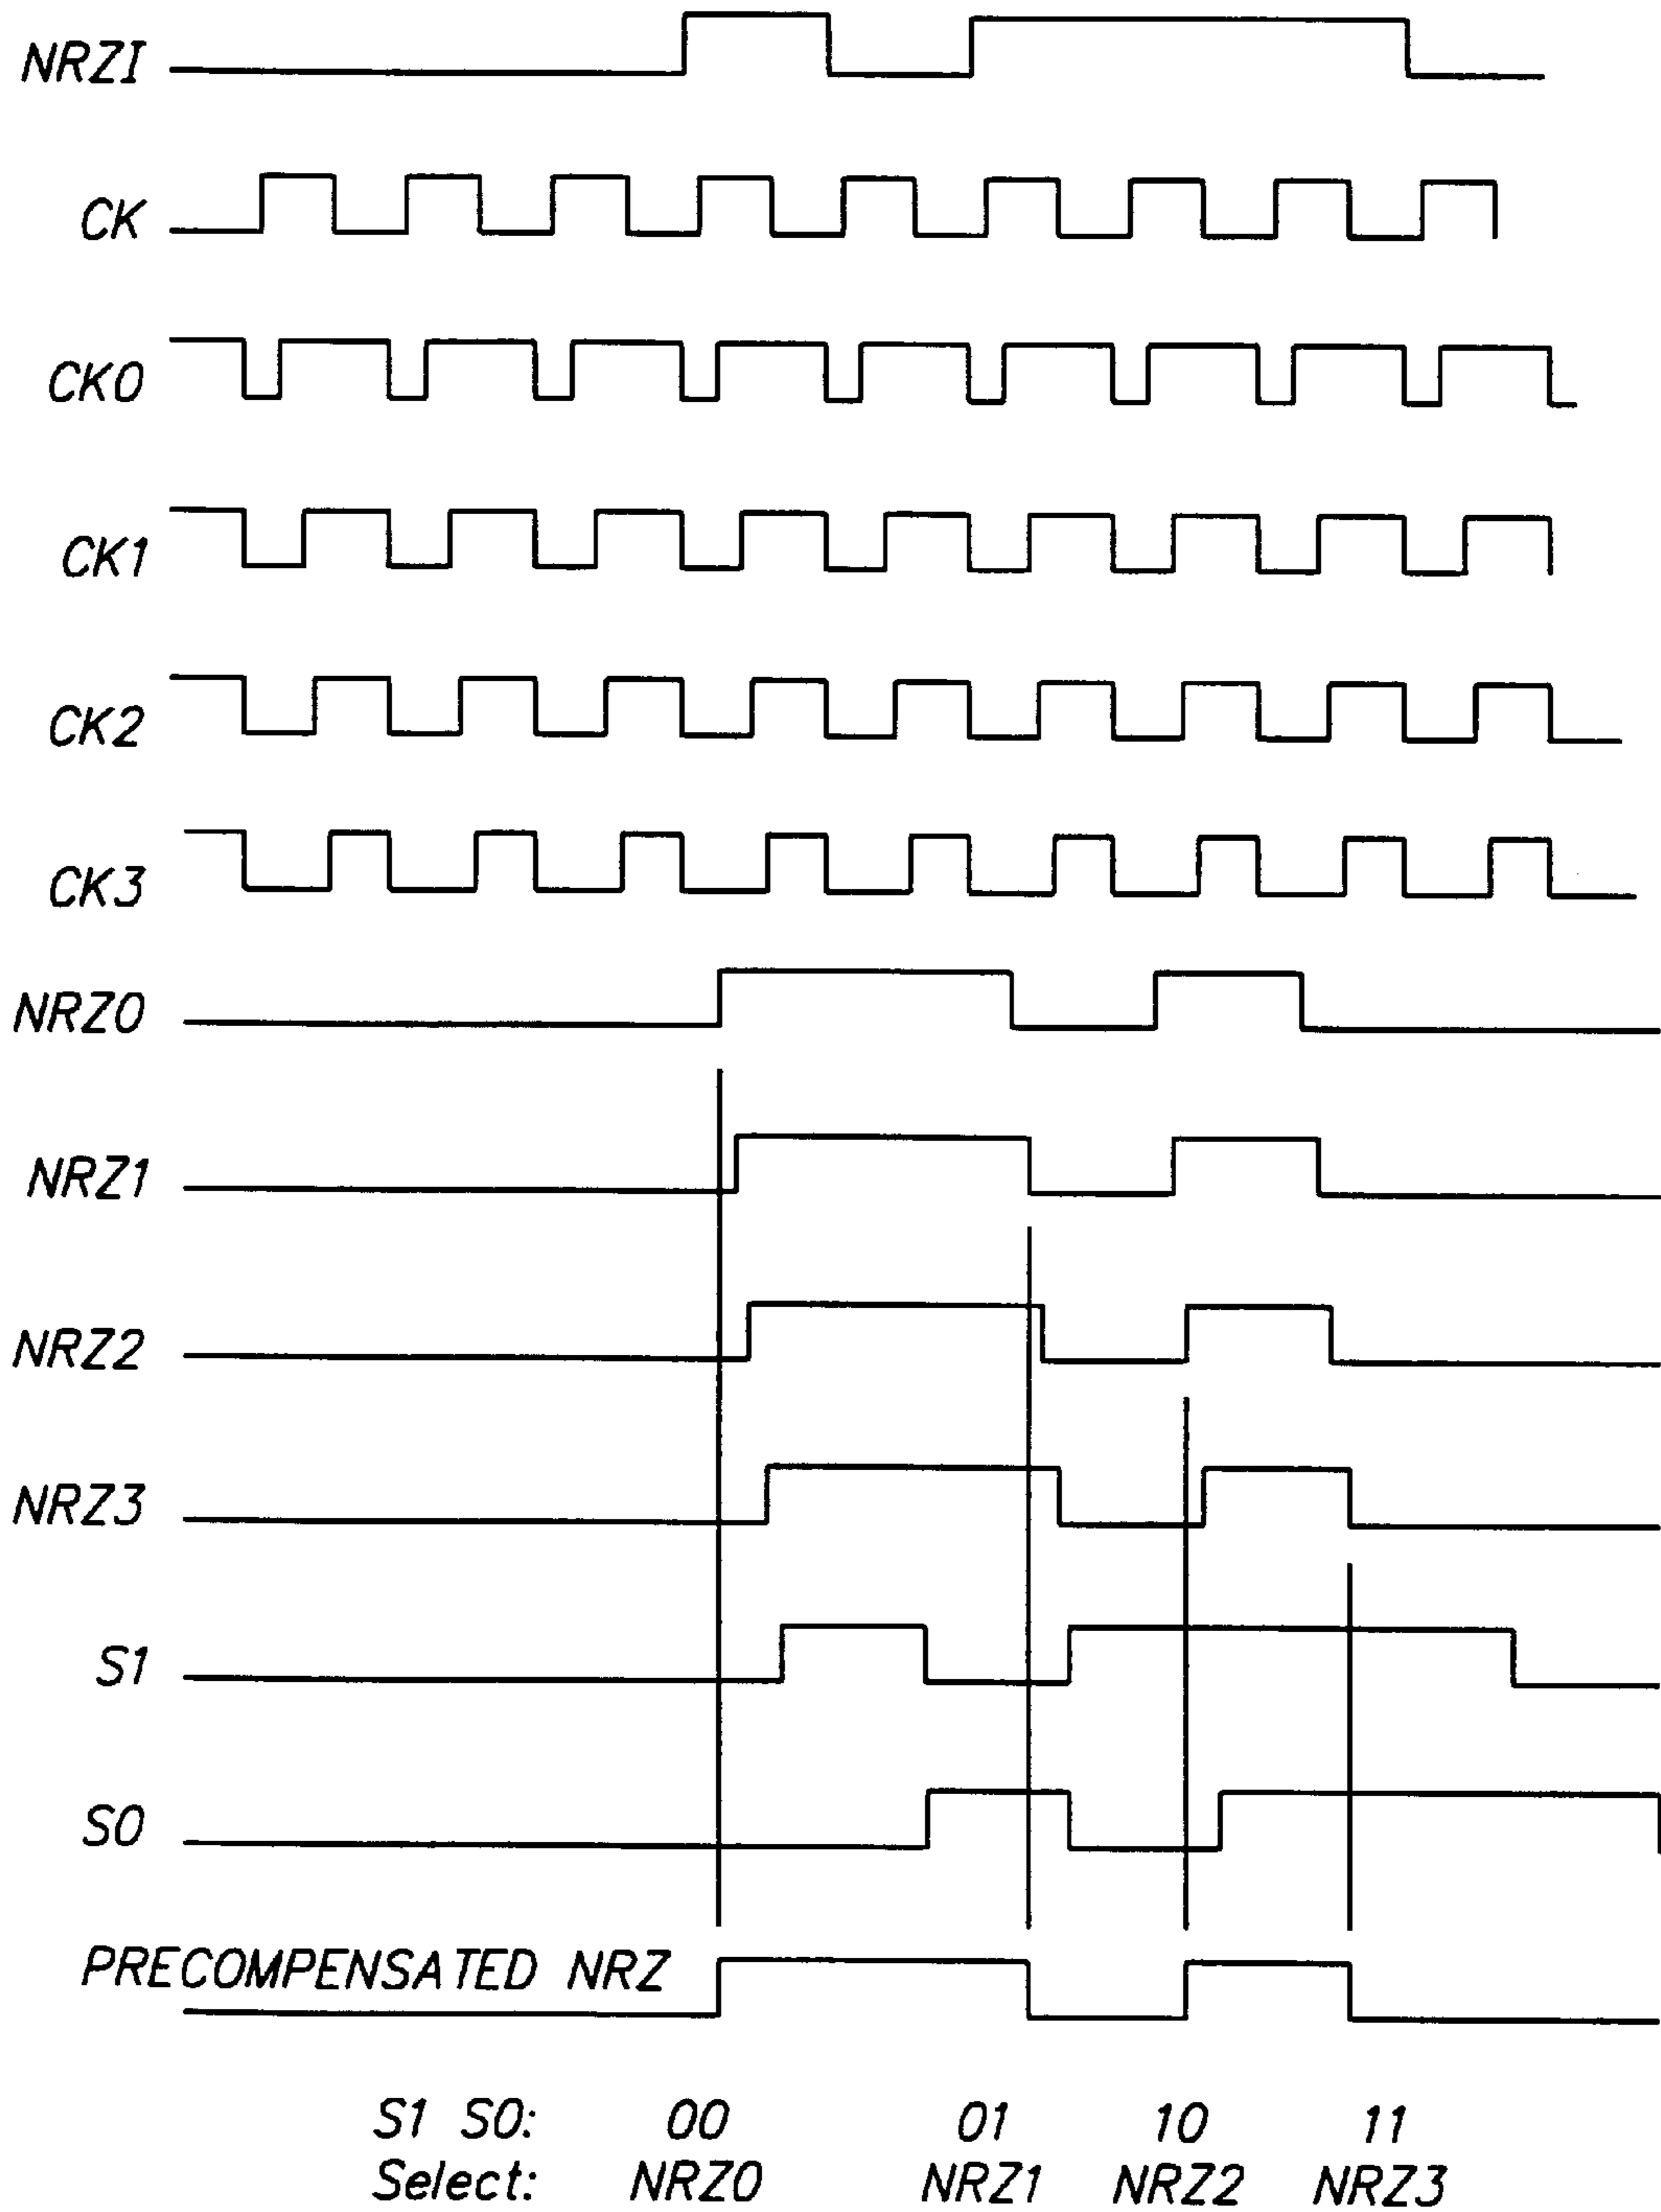 NRZI
CK
CK0
CK1
CK2
CK3
NRZ0
NRZ1
NRZ2
NRZ3
S1
S0
PRECOMPENSATED NRZ
S1 S0: 00 01 10 11
Select: NRZ0 NRZ1 NRZ2 NRZ3